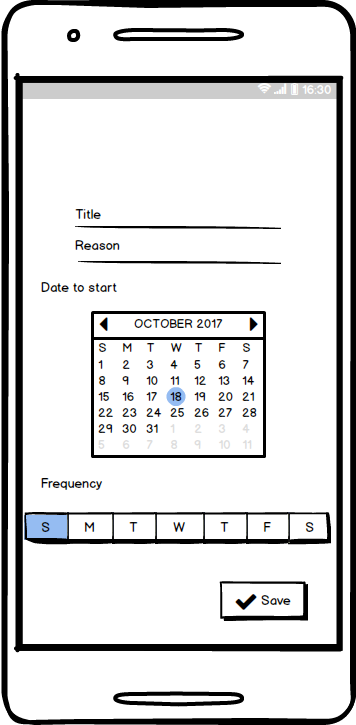 16:30
Title
Reason
Date to start
OCTOBER 2017
S M T W T F S
1 2 3 4 5 6 7
8 9 10 11 12 13 14
15 16 17 18 19 20 21
22 23 24 25 26 27 28
29 30 31 1 2 3 4
5 6 7 8 9 10 11
Frequency
S M T W T F S
Save